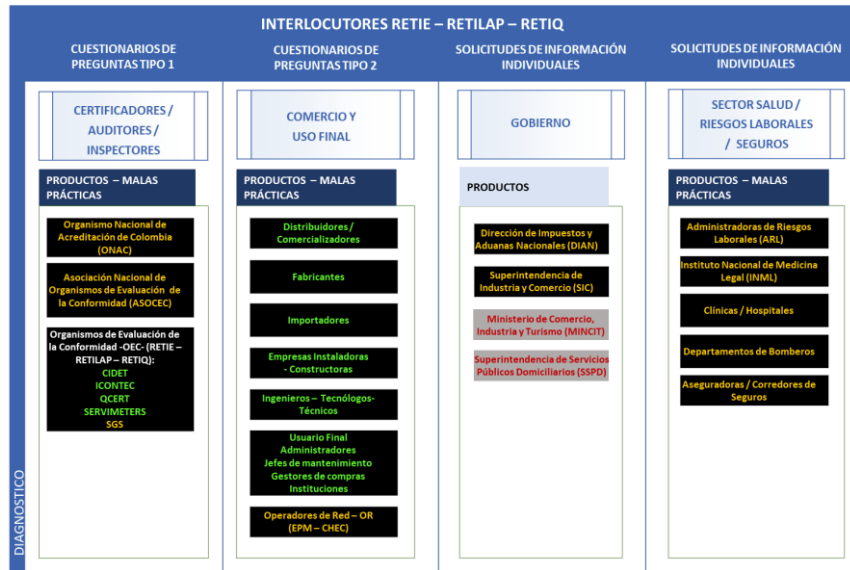 INTERLOCUTORES RETIE – RETILAP – RETIQ
CUESTIONARIOS DE
PREGUNTAS TIPO 1
CERTIFICADORES /
AUDITORES /
INSPECTORES
PRODUCTOS – MALAS
PRÁCTICAS
Organismo Nacional de
Acreditación de Colombia
(ONAC)
Asociación Nacional de
Organismos de Evaluación de
la Conformidad (ASOCEC)
Organismos de Evaluación de
la Conformidad -OEC- (RETIE –
RETILAP – RETIQ):
CIDET
ICONTEC
QCERT
SERVIMETERS
SGS
CUESTIONARIOS DE
PREGUNTAS TIPO 2
COMERCIO Y
USO FINAL
PRODUCTOS – MALAS
PRÁCTICAS
Distribuidores /
Comercializadores
Fabricantes
Importadores
Empresas Instaladoras
- Constructoras
Ingenieros – Tecnólogos-
Técnicos
Usuario Final
Administradores
Jefes de mantenimiento
Gestores de compras
Instituciones
Operadores de Red – OR
(EPM – CHEC)
SOLICITUDES DE INFORMACIÓN
INDIVIDUALES
GOBIERNO
PRODUCTOS
Dirección de Impuestos y
Aduanas Nacionales (DIAN)
Superintendencia de
Industria y Comercio (SIC)
Ministerio de Comercio,
Industria y Turismo (MINCIT)
Superintendencia de Servicios
Públicos Domiciliarios (SSPD)
SOLICITUDES DE INFORMACIÓN
INDIVIDUALES
SECTOR SALUD /
RIESGOS LABORALES
/ SEGUROS
PRODUCTOS – MALAS
PRÁCTICAS
Administradoras de Riesgos
Laborales (ARL)
Instituto Nacional de Medicina
Legal (INML)
Clínicas / Hospitales
Departamentos de Bomberos
Aseguradoras / Corredores de
Seguros
DIAGNOSTICO